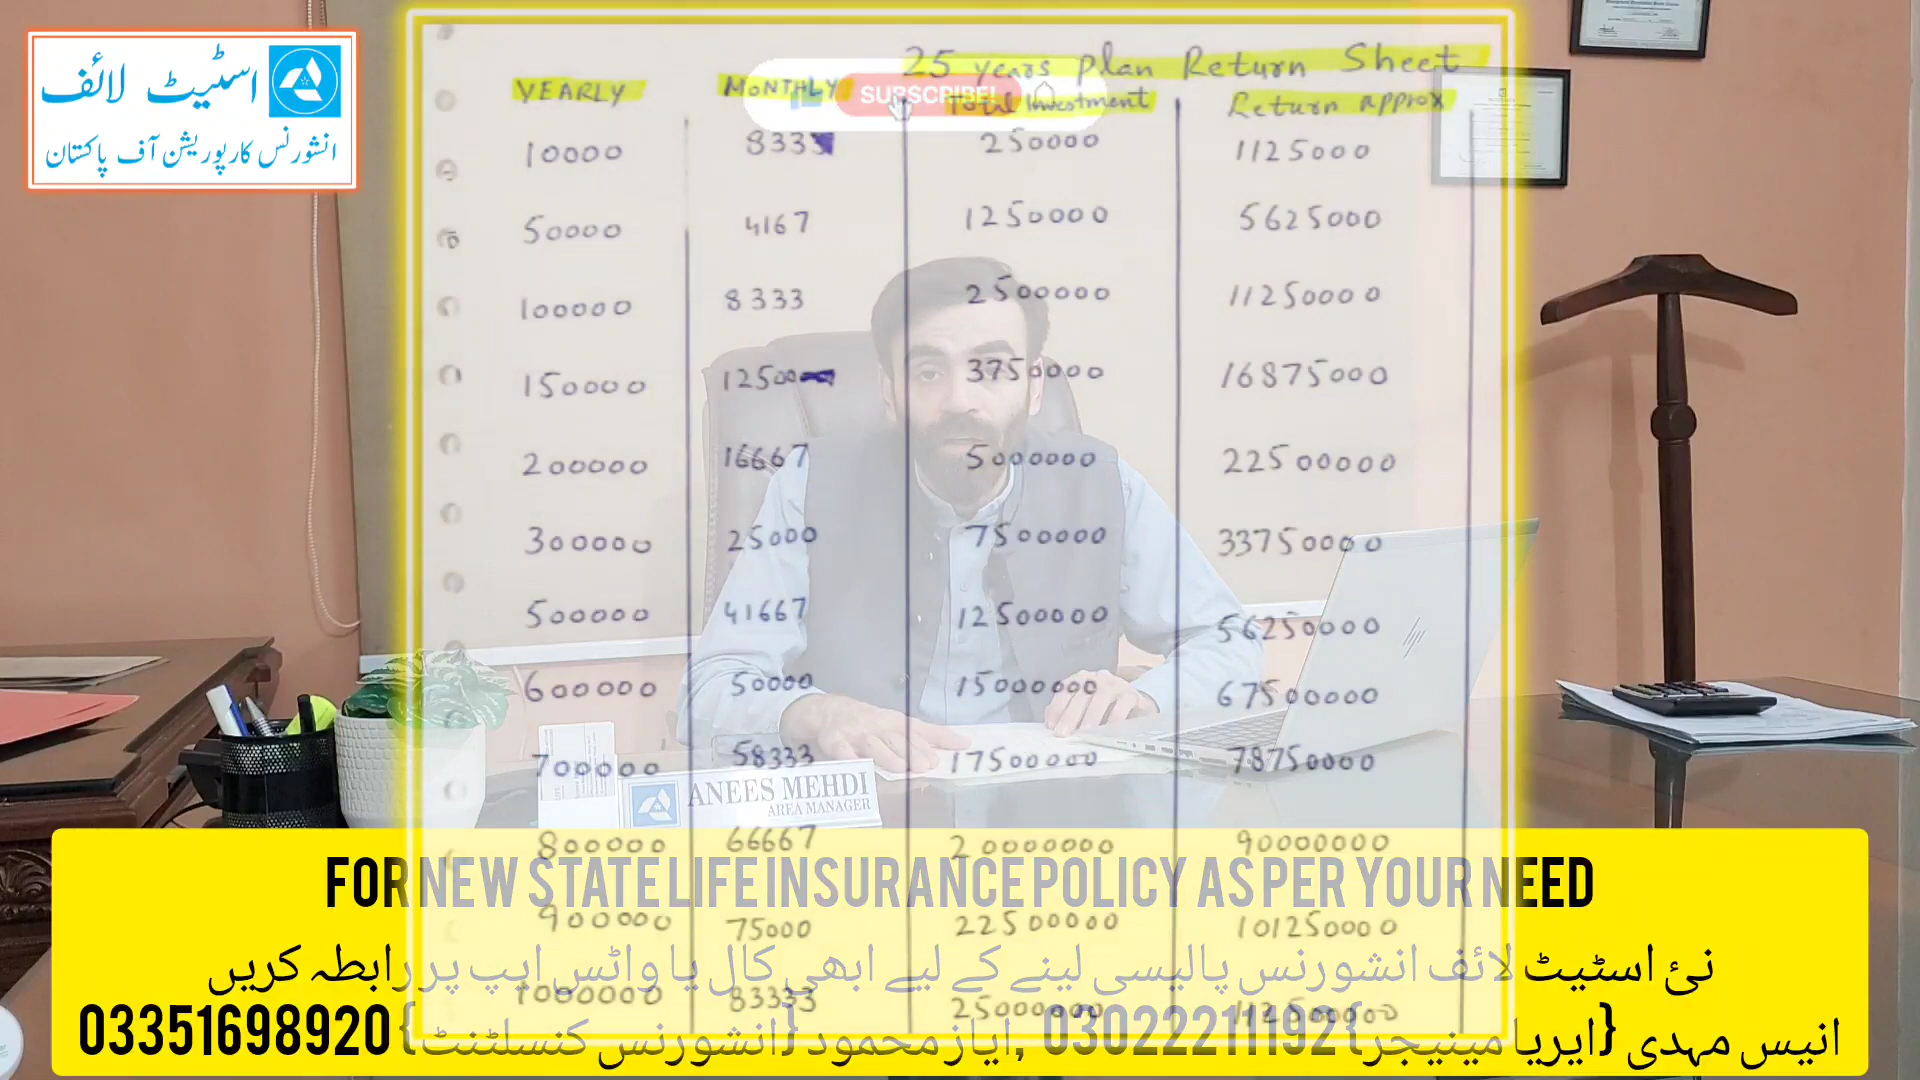 اسٹیٹ لائف
انشورنس کارپوریشن آف پاکستان
25 years Plan Return Sheet
YEARLY MONTHLY Total Investment Return approx
SUBSCRIBE!
10000 833 250000 1125000
50000 4167 1250000 5625000
100000 8333 2500000 11250000
150000 12500 3750000 16875000
200000 16667 5000000 22500000
300000 25000 7500000 33750000
500000 41667 12500000 56250000
600000 50000 15000000 67500000
700000 58333 17500000 78750000
ANEES MEHDI
AREA MANAGER
800000 66667 20000000 90000000
FOR NEW STATE LIFE INSURANCE POLICY AS PER YOUR NEED
900000 75000 22500000 101250000
نئ اسٹیٹ لائف انشورنس پالیسی لینے کے لیے ابھی کال یا واٹس ایپ پر رابطہ کریں
1000000 83333 25000000 112500000
انیس مہدی {ایریا مینیجر} 03022211192 , ایاز محمود {انشورنس کنسلٹنٹ} 03351698920